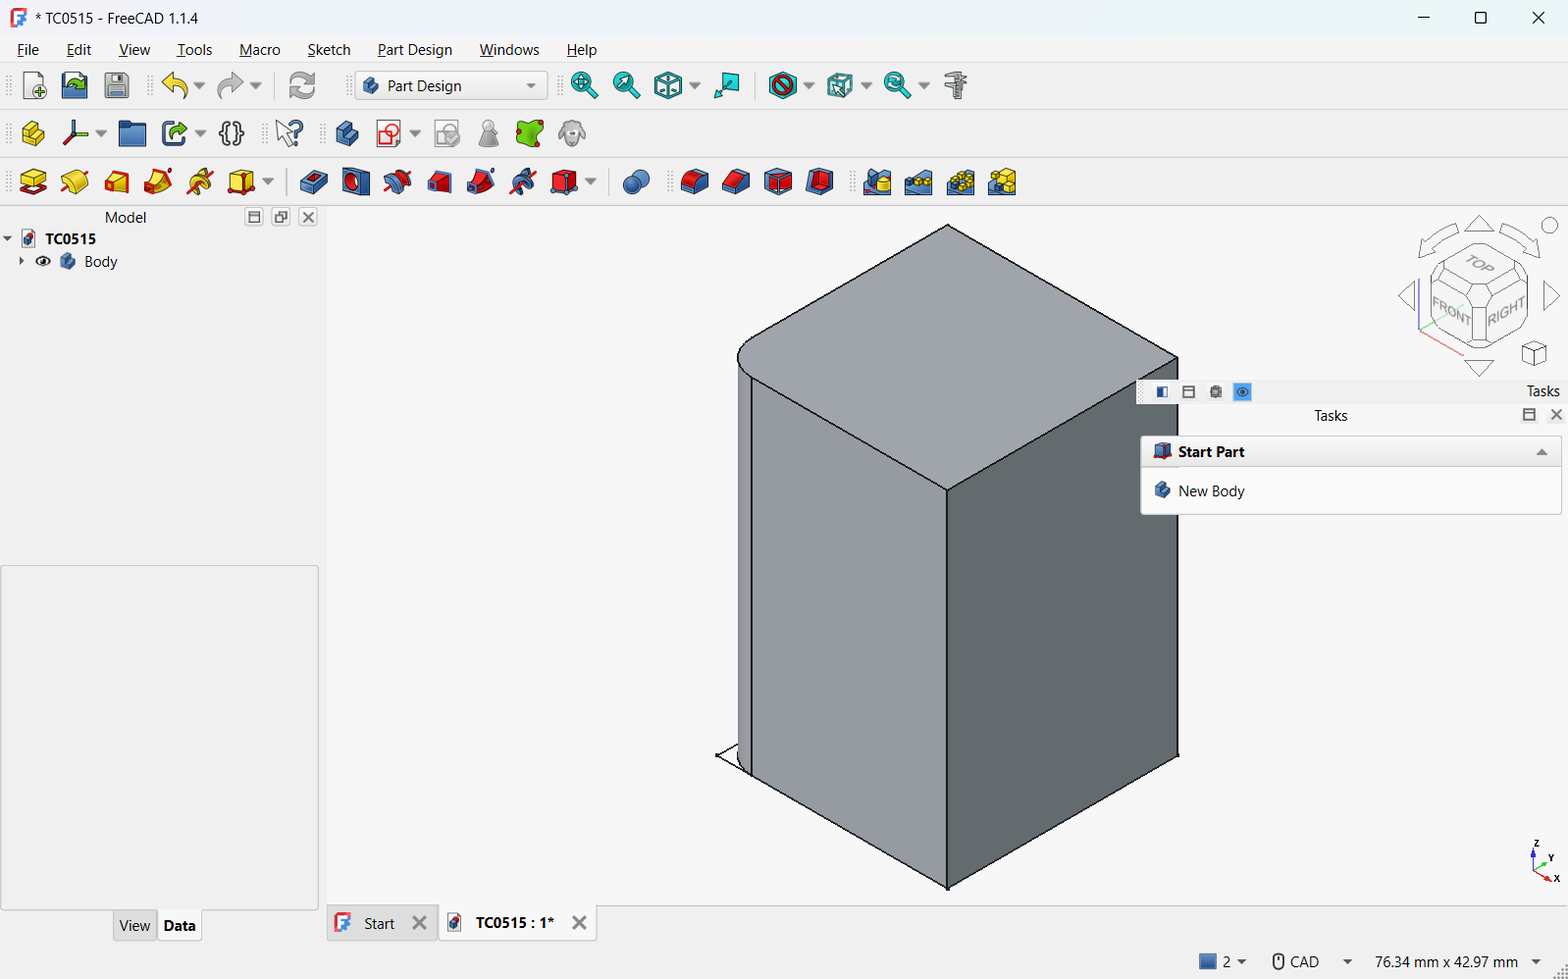 * TC0515 - FreeCAD 1.1.4
File Edit View Tools Macro Sketch Part Design Windows Help
Part Design
Model
TC0515
Body
TOP
FRONT RIGHT
Tasks
Tasks
Start Part
New Body
Z
Y
X
View Data
Start TC0515 : 1*
2 CAD 76.34 mm x 42.97 mm